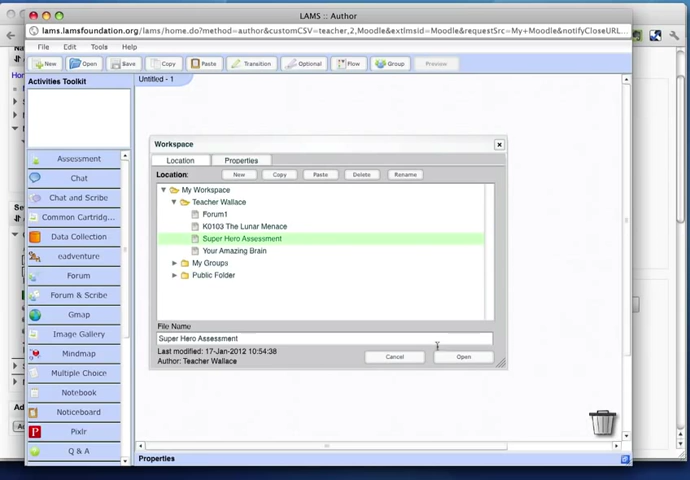 LAMS :: Author
lams.lamsfoundation.org/lams/home.do?method=author&customCSV=teacher,2,Moodle&extlmsid=Moodle&requestSrc=My+Moodle&notifyCloseURL...
File Edit Tools Help
New Open Save Copy Paste Transition Optional Flow Group Preview
Activities Toolkit
Untitled - 1
Assessment
Chat
Chat and Scribe
Common Cartridg...
Data Collection
eadventure
Forum
Forum & Scribe
Gmap
Image Gallery
Mindmap
Multiple Choice
Notebook
Noticeboard
Pixlr
Q & A
Workspace
Location Properties
Location: New Copy Paste Delete Rename
My Workspace
Teacher Wallace
Forum1
K0103 The Lunar Menace
Super Hero Assessment
Your Amazing Brain
My Groups
Public Folder
File Name
Super Hero Assessment
Last modified: 17-Jan-2012 10:54:38
Author: Teacher Wallace
Cancel Open
Properties